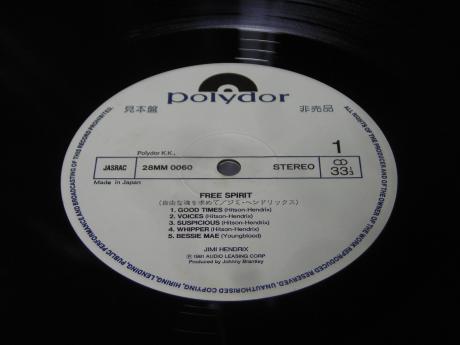 polydor
見本盤 非売品
Polydor K.K.,
JASRAC 28MM 0060 STEREO
1
33⅓
Made in Japan
FREE SPIRIT
(自由な魂を求めて/ジミ・ヘンドリックス)
1. GOOD TIMES (Hitson-Hendrix)
2. VOICES (Hitson-Hendrix)
3. SUSPICIOUS (Hitson-Hendrix)
4. WHIPPER (Hitson-Hendrix)
5. BESSIE MAE (Youngblood)
JIMI HENDRIX
Ⓟ 1981 AUDIO LEASING CORP
Produced by Johnny Brantley
ALL RIGHTS OF THE PRODUCER AND OF THE OWNER OF THE WORK REPRODUCED RESERVED. UNAUTHORISED COPYING, HIRING, LENDING, PUBLIC PERFORMANCE AND BROADCASTING OF THIS RECORD PROHIBITED.